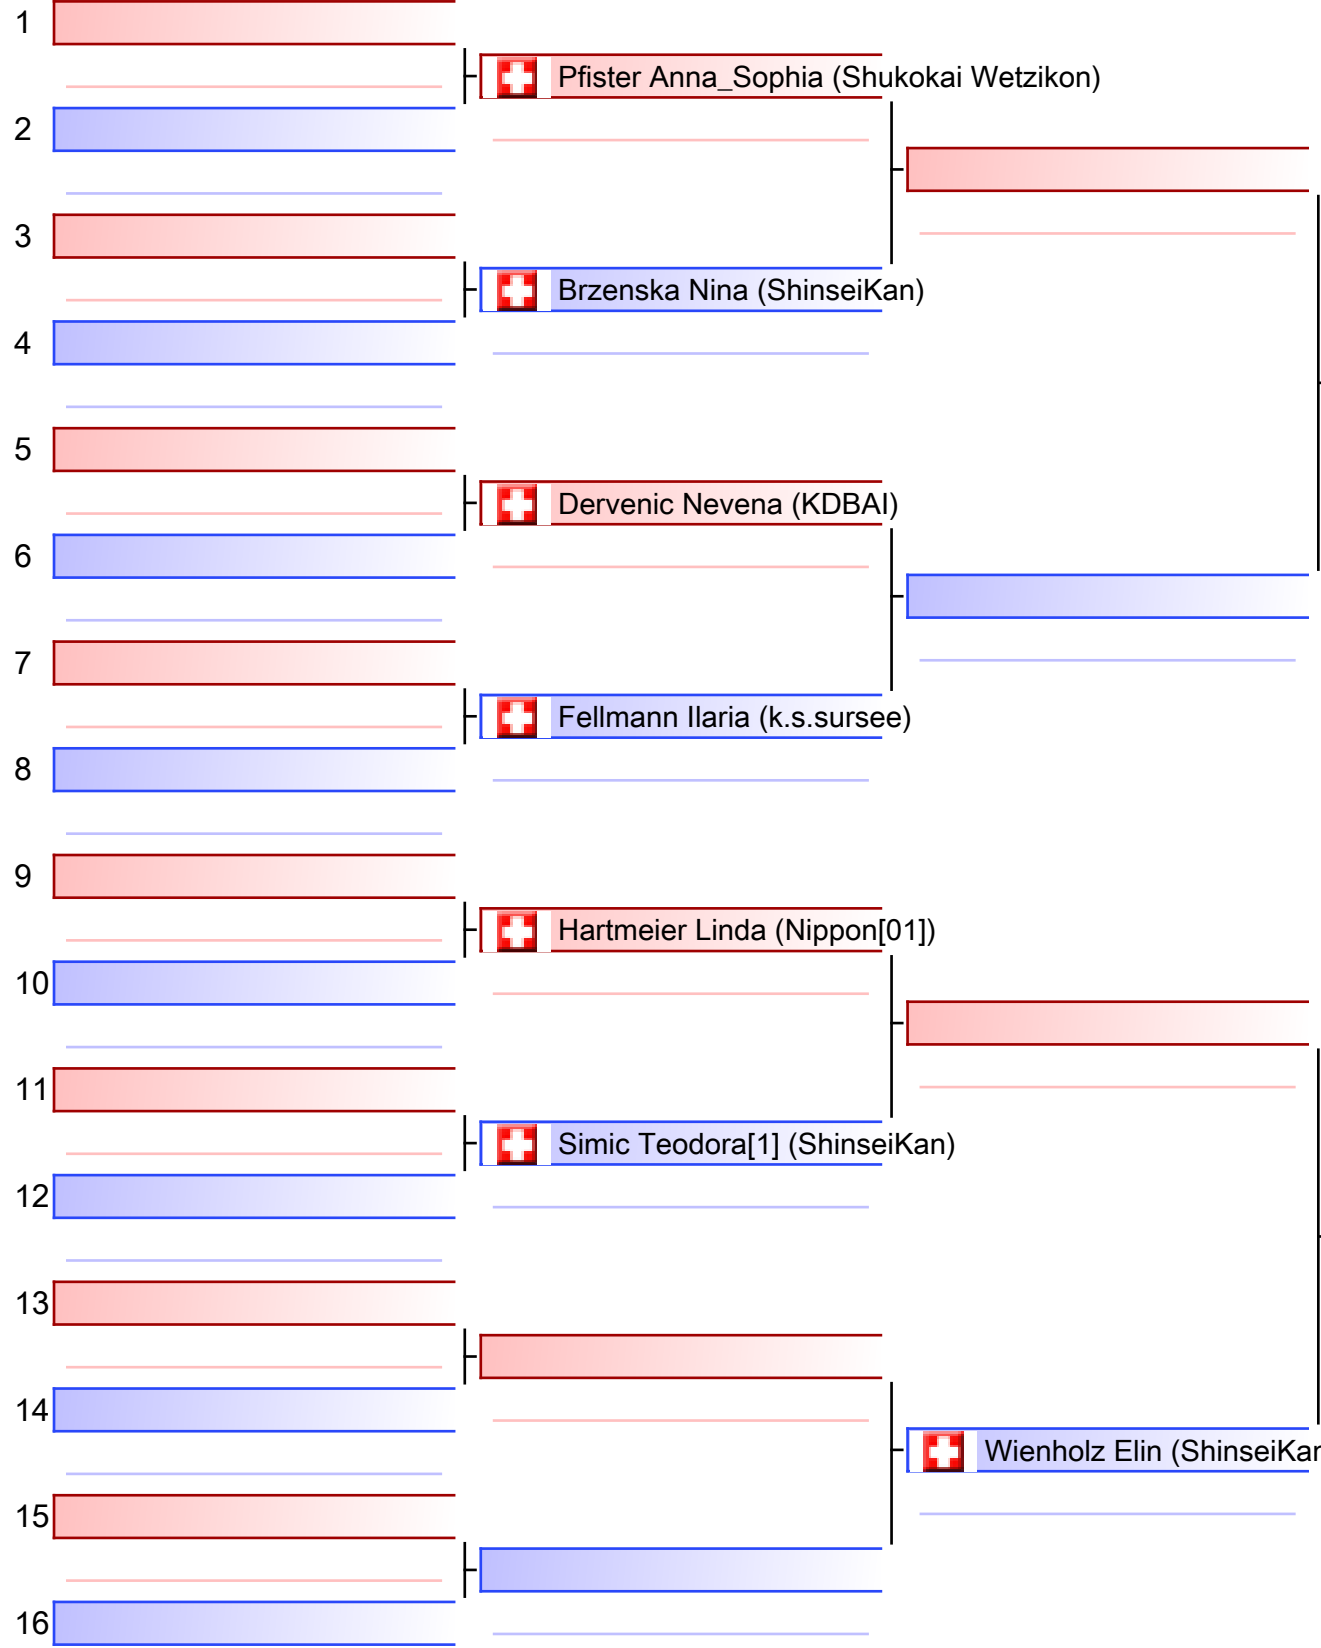 1
Pfister Anna_Sophia (Shukokai Wetzikon)
2
3
Brzenska Nina (ShinseiKan)
4
5
Dervenic Nevena (KDBAI)
6
7
Fellmann Ilaria (k.s.sursee)
8
9
Hartmeier Linda (Nippon[01])
10
11
Simic Teodora[1] (ShinseiKan)
12
13
14
Wienholz Elin (ShinseiKan
15
16